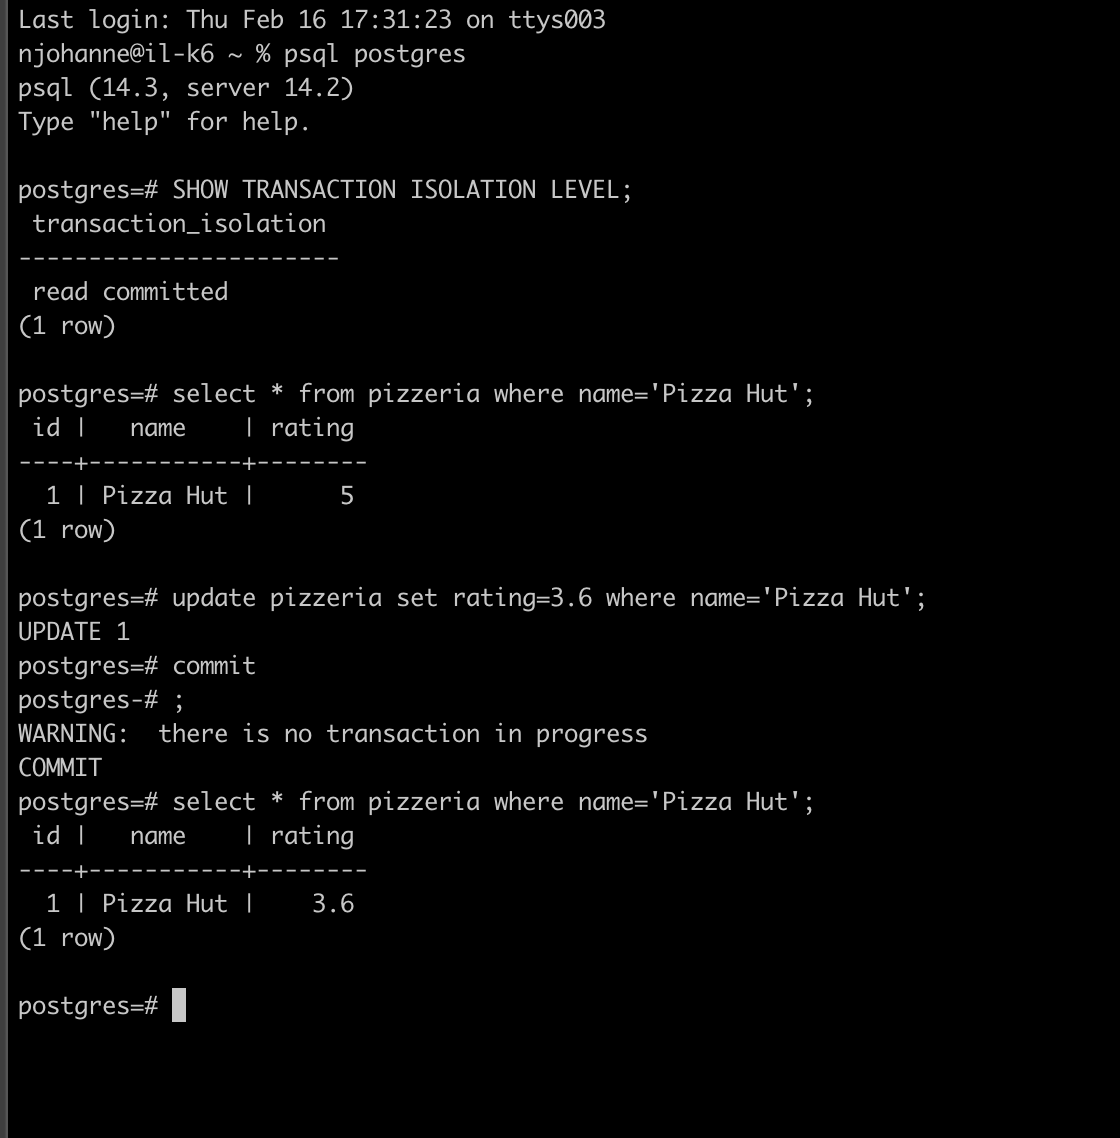 Last login: Thu Feb 16 17:31:23 on ttys003
njohanne@il-k6 ~ % psql postgres
psql (14.3, server 14.2)
Type "help" for help.

postgres=# SHOW TRANSACTION ISOLATION LEVEL;
 transaction_isolation
-----------------------
 read committed
(1 row)

postgres=# select * from pizzeria where name='Pizza Hut';
 id |   name    | rating
----+-----------+--------
  1 | Pizza Hut |      5
(1 row)

postgres=# update pizzeria set rating=3.6 where name='Pizza Hut';
UPDATE 1
postgres=# commit
postgres-# ;
WARNING:  there is no transaction in progress
COMMIT
postgres=# select * from pizzeria where name='Pizza Hut';
 id |   name    | rating
----+-----------+--------
  1 | Pizza Hut |    3.6
(1 row)

postgres=#